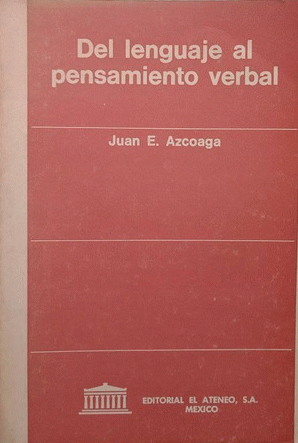 Del lenguaje al
pensamiento verbal
Juan E. Azcoaga
EDITORIAL EL ATENEO, S.A.
MEXICO